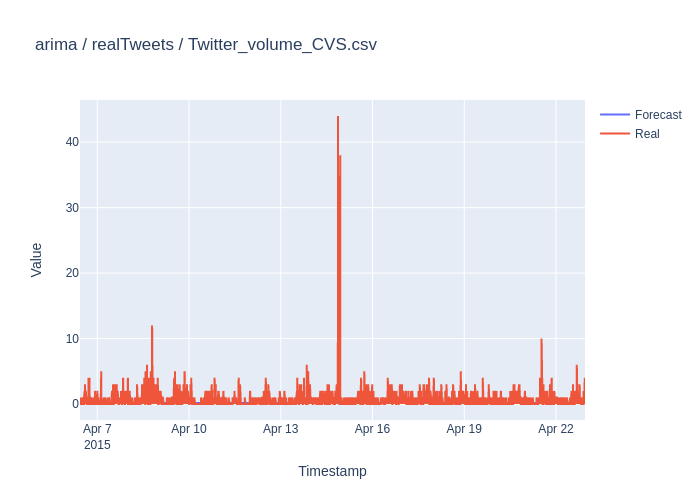 arima / realTweets / Twitter_volume_CVS.csv
Forecast
Real
Value
40
30
20
10
0
Apr 7
2015
Apr 10
Apr 13
Apr 16
Apr 19
Apr 22
Timestamp